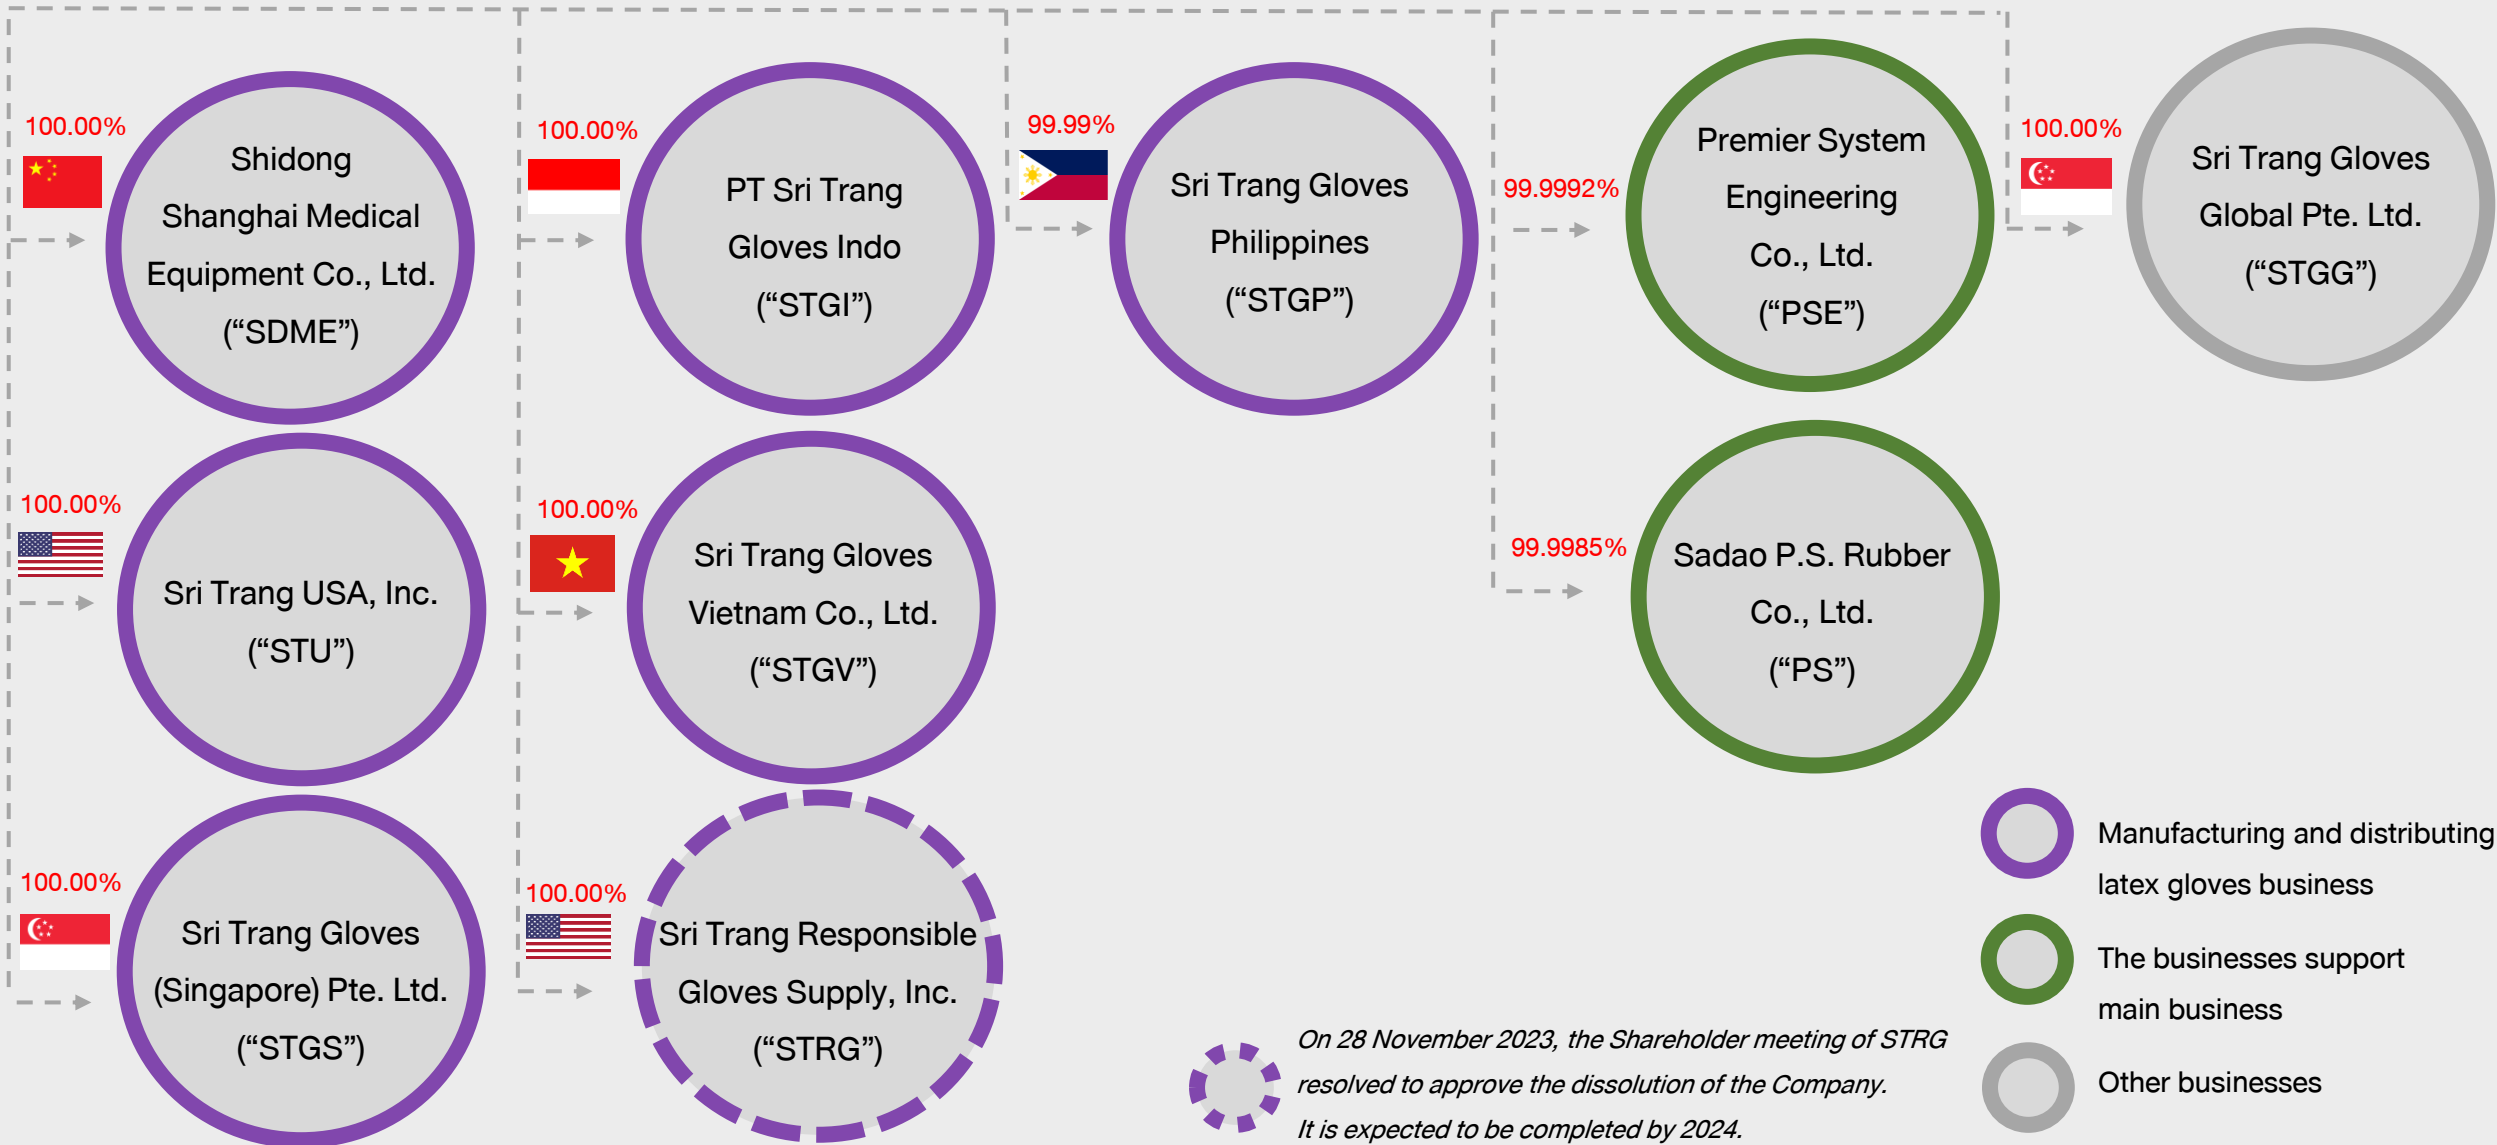 100.00%
Shidong
Shanghai Medical
Equipment Co., Ltd.
(“SDME”)
100.00%
Sri Trang USA, Inc.
(“STU”)
100.00%
Sri Trang Gloves
(Singapore) Pte. Ltd.
(“STGS”)
100.00%
PT Sri Trang
Gloves Indo
(“STGI”)
100.00%
Sri Trang Gloves
Vietnam Co., Ltd.
(“STGV”)
100.00%
Sri Trang Responsible
Gloves Supply, Inc.
(“STRG”)
99.99%
Sri Trang Gloves
Philippines
(“STGP”)
99.9992%
Premier System
Engineering
Co., Ltd.
(“PSE”)
99.9985%
Sadao P.S. Rubber
Co., Ltd.
(“PS”)
100.00%
Sri Trang Gloves
Global Pte. Ltd.
(“STGG”)
On 28 November 2023, the Shareholder meeting of STRG
resolved to approve the dissolution of the Company.
It is expected to be completed by 2024.
Manufacturing and distributing
latex gloves business
The businesses support
main business
Other businesses